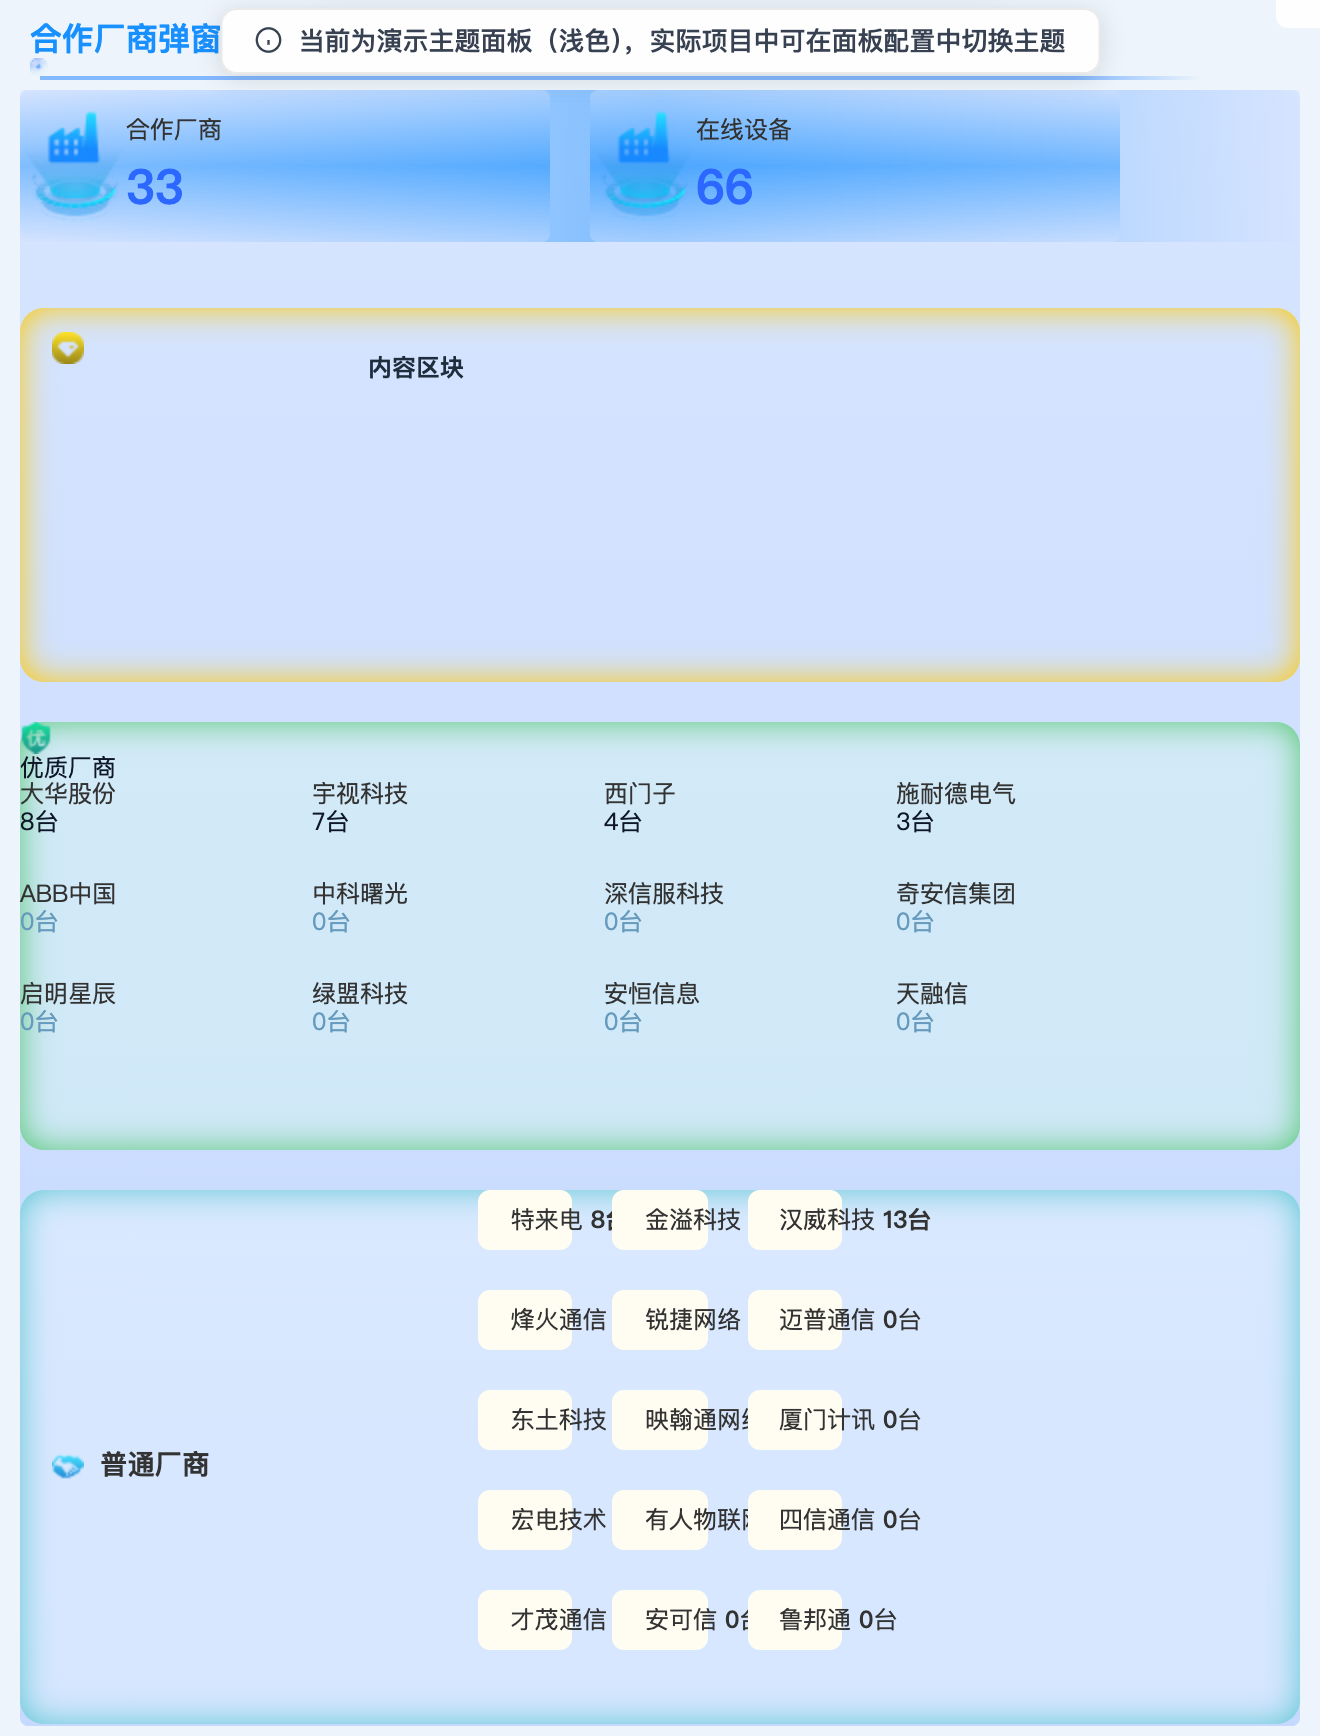 合作厂商弹窗
当前为演示主题面板（浅色），实际项目中可在面板配置中切换主题
合作厂商
33
在线设备
66
内容区块
优
优质厂商
大华股份 宇视科技 西门子 施耐德电气
8台 7台 4台 3台
ABB中国 中科曙光 深信服科技 奇安信集团
0台 0台 0台 0台
启明星辰 绿盟科技 安恒信息 天融信
0台 0台 0台 0台
特来电 8台 金溢科技 汉威科技 13台
烽火通信 锐捷网络 迈普通信 0台
东土科技 映翰通网络 厦门计讯 0台
普通厂商
宏电技术 有人物联网 四信通信 0台
才茂通信 安可信 0台 鲁邦通 0台